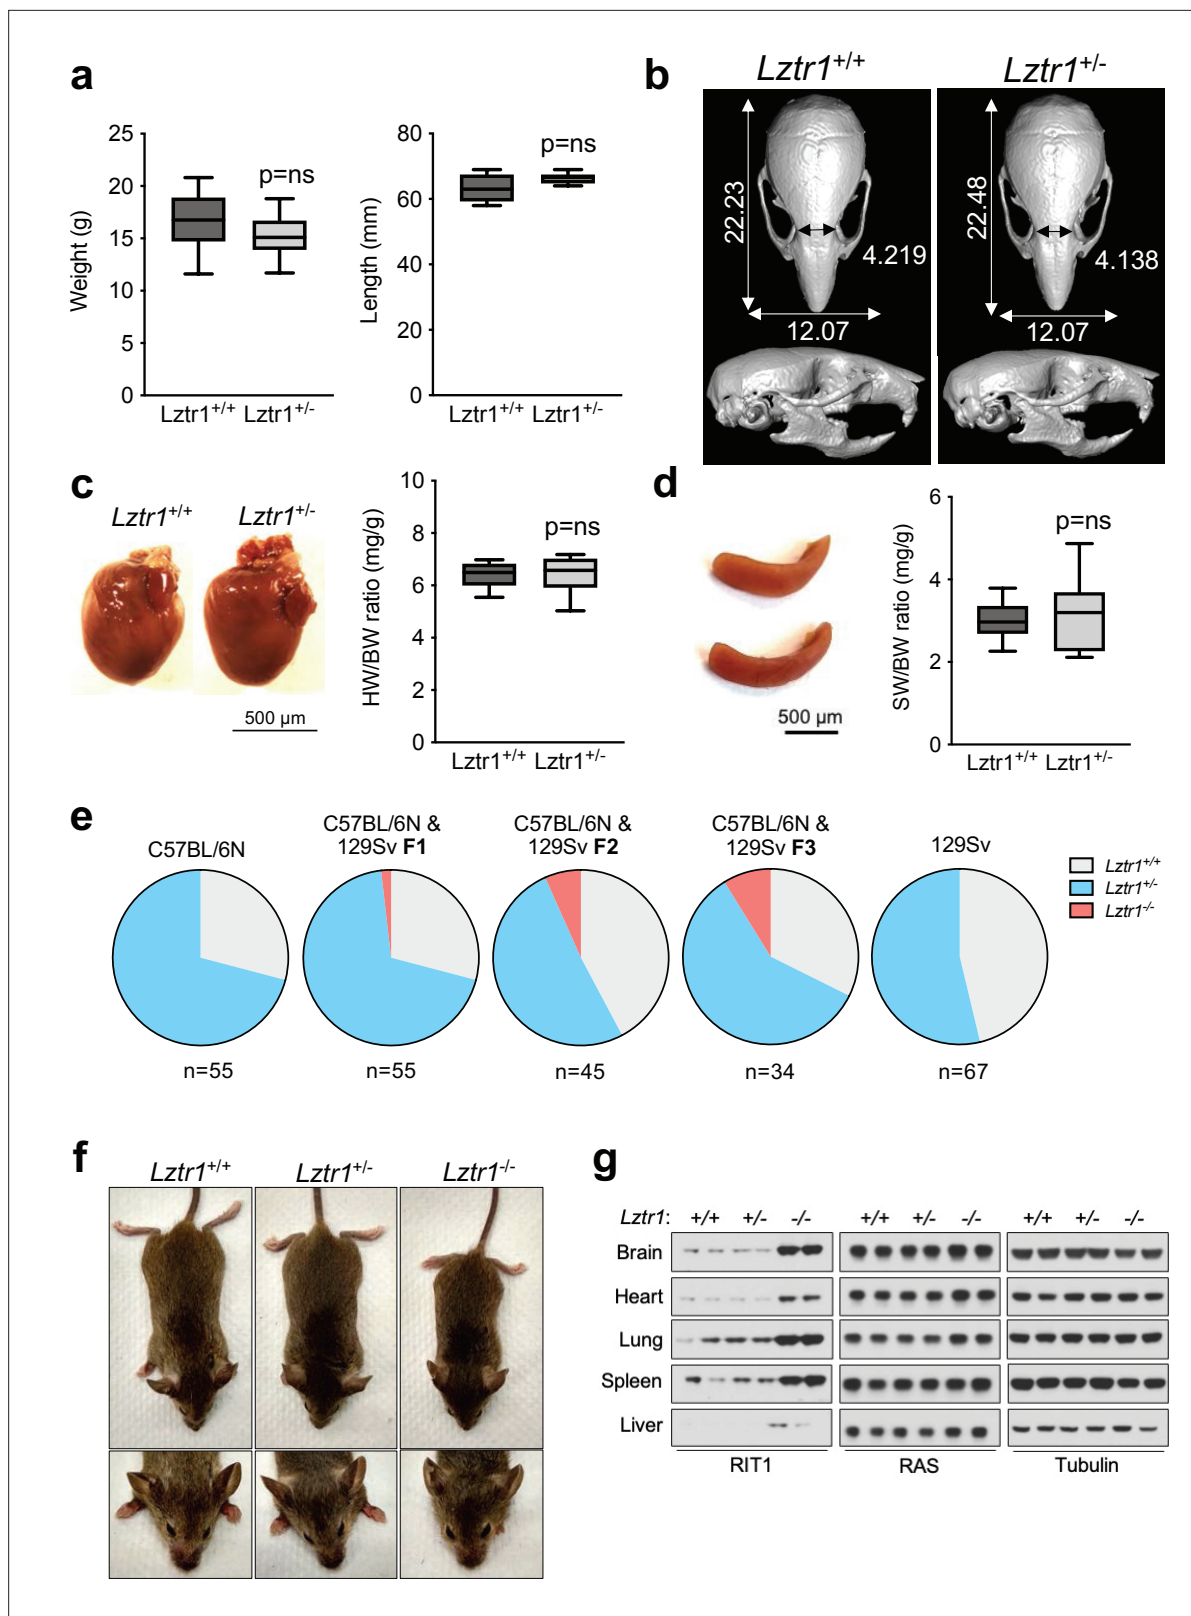 a
Weight (g)
25
20
15
10
5
0
p=ns
Lztr1+/+ Lztr1+/-
Length (mm)
80
60
40
20
0
p=ns
Lztr1+/+ Lztr1+/-
b
Lztr1+/+ Lztr1+/-
22.23
4.219
12.07
22.48
4.138
12.07
c
Lztr1+/+ Lztr1+/-
500 µm
HW/BW ratio (mg/g)
10
8
6
4
2
0
p=ns
Lztr1+/+ Lztr1+/-
d
500 µm
SW/BW ratio (mg/g)
6
4
2
0
p=ns
Lztr1+/+ Lztr1+/-
e
C57BL/6N
n=55
C57BL/6N &
129Sv F1
n=55
C57BL/6N &
129Sv F2
n=45
C57BL/6N &
129Sv F3
n=34
129Sv
n=67
Lztr1+/+
Lztr1+/-
Lztr1-/-
f
Lztr1+/+ Lztr1+/- Lztr1-/-
g
Lztr1: +/+ +/- -/- +/+ +/- -/- +/+ +/- -/-
Brain
Heart
Lung
Spleen
Liver
RIT1 RAS Tubulin